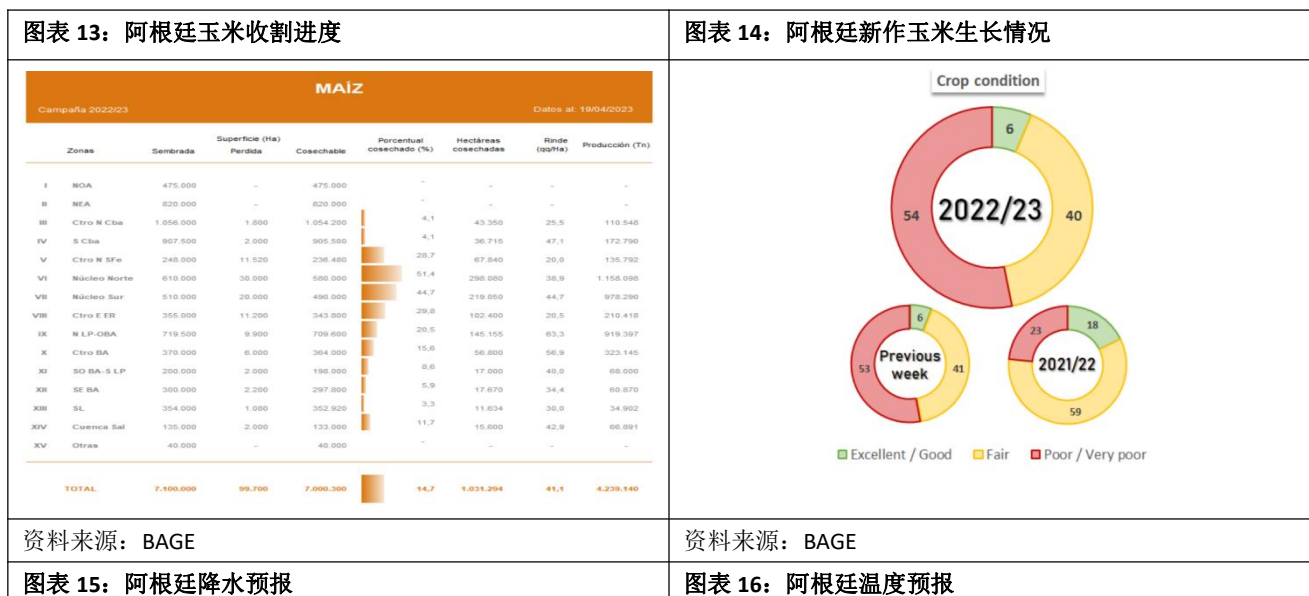 图表 13：阿根廷玉米收割进度
图表 14：阿根廷新作玉米生长情况
MAÍZ
Campaña 2022/23 Datos al: 19/04/2023
Zonas Sembrada Superficie (Ha) Perdida Cosechable Porcentual cosechado (%) Hectáreas cosechadas Rinde (qq/Ha) Producción (Tn)
I NOA 475.000 - 475.000 - - - -
II NEA 820.000 - 820.000 - - - -
III Ctro N Cba 1.056.000 1.800 1.054.200 4,1 43.350 25,5 110.548
IV S Cba 907.500 2.000 905.500 4,1 36.715 47,1 172.790
V Ctro N SFe 248.000 11.520 236.480 28,7 67.840 20,0 135.792
VI Núcleo Norte 610.000 30.000 580.000 51,4 298.080 38,9 1.158.098
VII Núcleo Sur 510.000 20.000 490.000 44,7 219.050 44,7 978.290
VIII Ctro E ER 355.000 11.200 343.800 29,8 102.400 20,5 210.418
IX N LP-OBA 719.500 9.900 709.600 20,5 145.155 63,3 919.397
X Ctro BA 370.000 6.000 364.000 15,6 56.800 56,9 323.145
XI SO BA-S LP 200.000 2.000 198.000 8,6 17.000 40,0 68.000
XII SE BA 300.000 2.200 297.800 5,9 17.670 34,4 60.870
XIII SL 354.000 1.080 352.920 3,3 11.634 30,0 34.902
XIV Cuenca Sal 135.000 2.000 133.000 11,7 15.600 42,9 66.891
XV Otras 40.000 - 40.000 - - - -
TOTAL 7.100.000 99.700 7.000.300 14,7 1.031.294 41,1 4.239.140
Crop condition
6
54 2022/23 40
6
53 Previous week 41
18
23 2021/22
59
Excellent / Good Fair Poor / Very poor
资料来源：BAGE
资料来源：BAGE
图表 15：阿根廷降水预报
图表 16：阿根廷温度预报